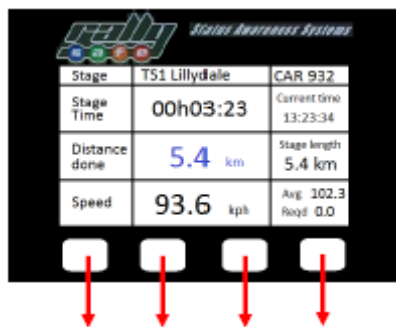 rally
safe
Status Awareness Systems
Stage TS1 Lillydale CAR 932
Stage Time 00h03:23 Current time 13:23:34
Distance done 5.4 km Stage length 5.4 km
Speed 93.6 kph Avg 102.3
Reqd 0.0